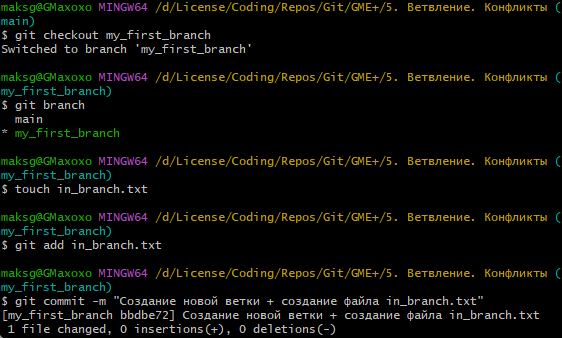 maksg@GMaxoxo MINGW64 /d/License/Coding/Repos/Git/GME+/5. Ветвление. Конфликты (
main)
$ git checkout my_first_branch
Switched to branch 'my_first_branch'
maksg@GMaxoxo MINGW64 /d/License/Coding/Repos/Git/GME+/5. Ветвление. Конфликты (
my_first_branch)
$ git branch
  main
* my_first_branch
maksg@GMaxoxo MINGW64 /d/License/Coding/Repos/Git/GME+/5. Ветвление. Конфликты (
my_first_branch)
$ touch in_branch.txt
maksg@GMaxoxo MINGW64 /d/License/Coding/Repos/Git/GME+/5. Ветвление. Конфликты (
my_first_branch)
$ git add in_branch.txt
maksg@GMaxoxo MINGW64 /d/License/Coding/Repos/Git/GME+/5. Ветвление. Конфликты (
my_first_branch)
$ git commit -m "Создание новой ветки + создание файла in_branch.txt"
[my_first_branch bbdbe72] Создание новой ветки + создание файла in_branch.txt
 1 file changed, 0 insertions(+), 0 deletions(-)